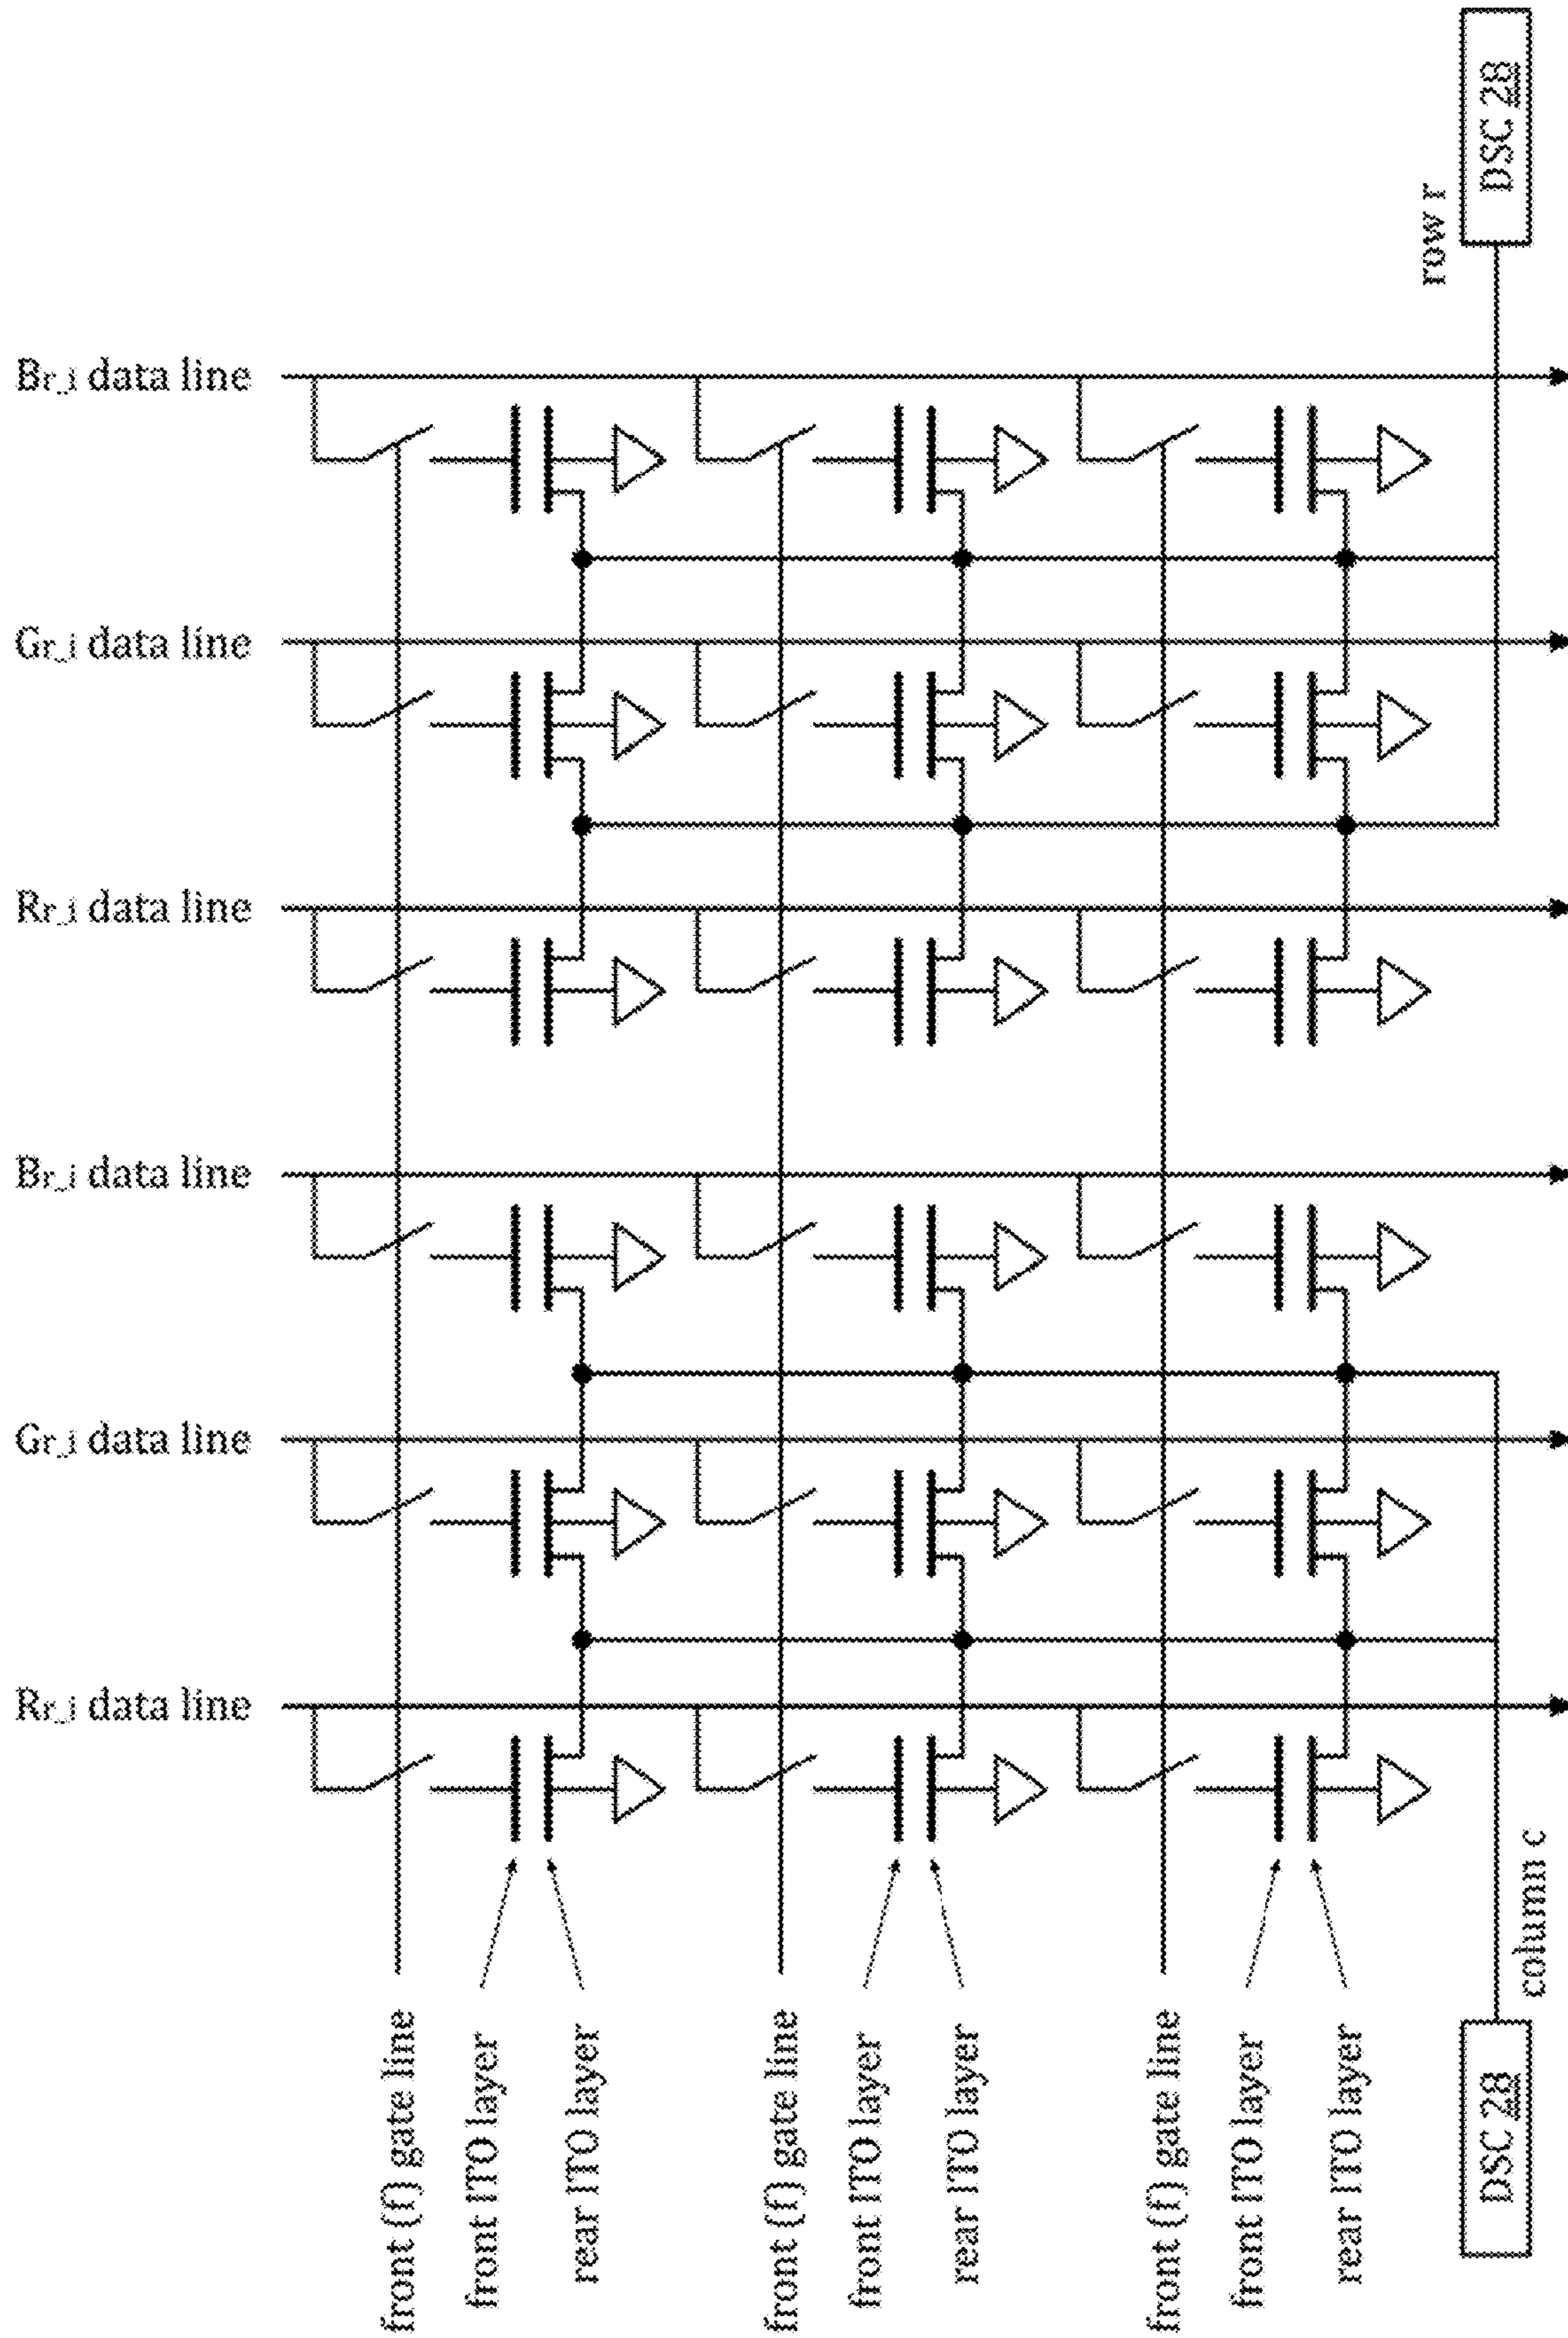 Br_i data line
Gr_i data line
Rr_i data line
Br_i data line
Gr_i data line
Rr_i data line
row r
DSC 28
front (f) gate line
front ITO layer
rear ITO layer
front (f) gate line
front ITO layer
rear ITO layer
front (f) gate line
front ITO layer
rear ITO layer
column c
DSC 28